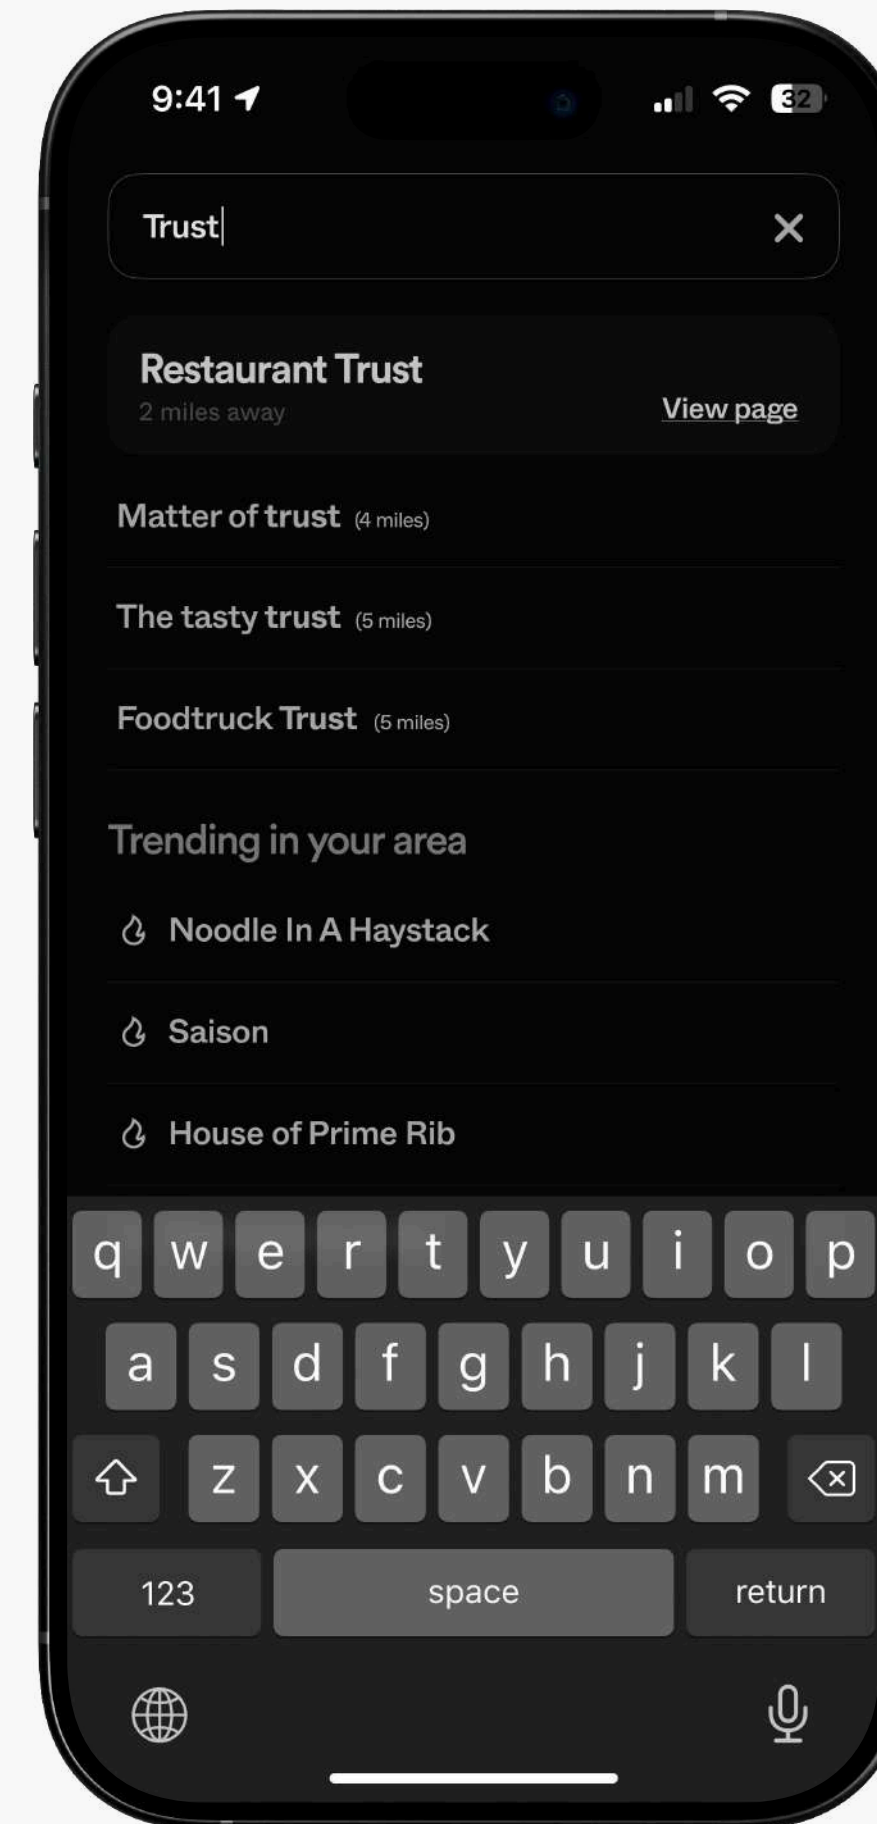 9:41
32
Trust
Restaurant Trust
2 miles away
View page
Matter of trust (4 miles)
The tasty trust (5 miles)
Foodtruck Trust (5 miles)
Trending in your area
Noodle In A Haystack
Saison
House of Prime Rib
q w e r t y u i o p
a s d f g h j k l
z x c v b n m
123 space return